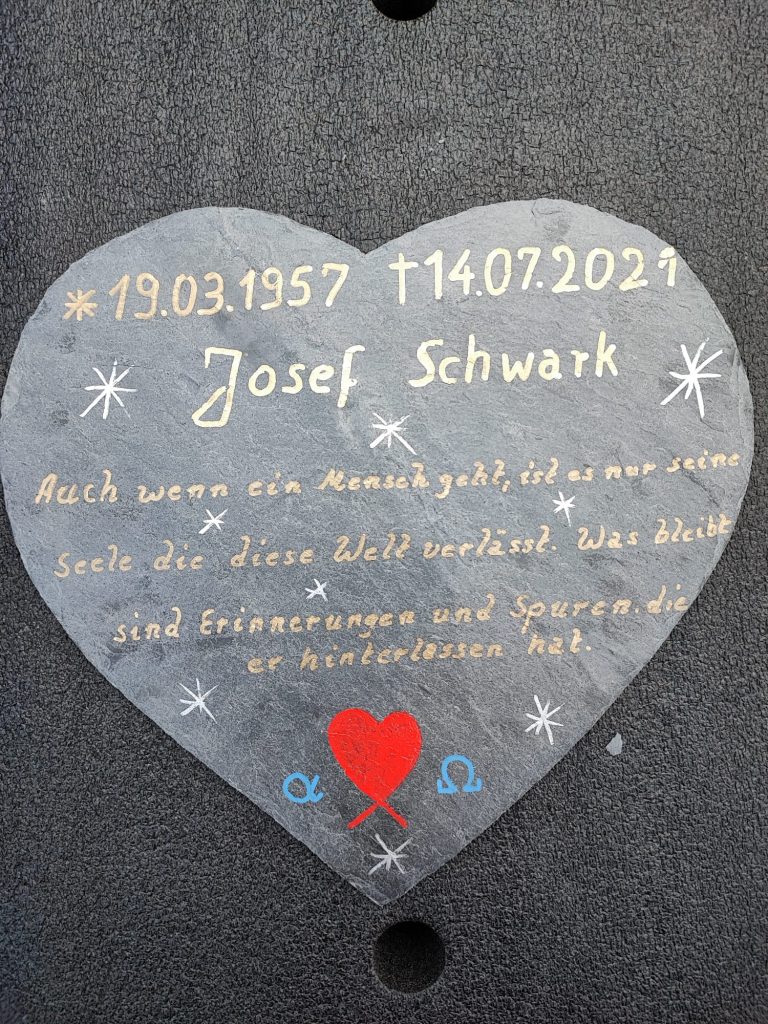 *19.03.1957 †14.07.2021
Josef Schwark
Auch wenn ein Mensch geht, ist es nur seine
Seele die diese Welt verlässt. Was bleibt
sind Erinnerungen und Spuren. die
er hinterlassen hat.
α Ω